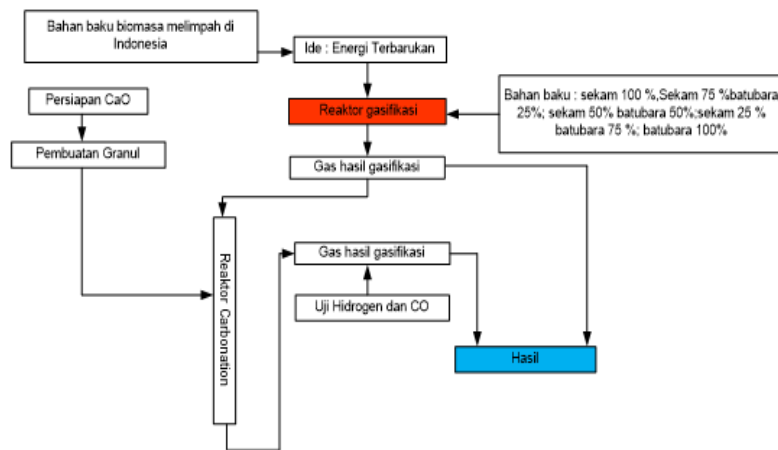 Bahan baku biomasa melimpah di
Indonesia
Ide : Energi Terbarukan
Persiapan CaO
Reaktor gasifikasi
Bahan baku : sekam 100 %,Sekam 75 %batubara
25%; sekam 50% batubara 50%;sekam 25 %
batubara 75 %; batubara 100%
Pembuatan Granul
Gas hasil gasifikasi
Reaktor Carbonation
Gas hasil gasifikasi
Uji Hidrogen dan CO
Hasil